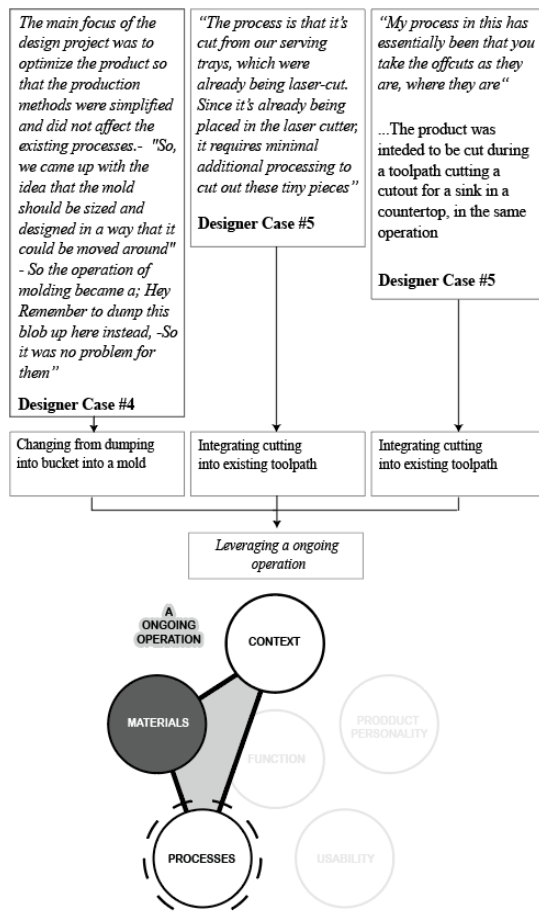 The main focus of the
design project was to
optimize the product so
that the production
methods were simplified
and did not affect the
existing processes.- "So,
we came up with the
idea that the mold
should be sized and
designed in a way that it
could be moved around"
- So the operation of
molding became a; Hey
Remember to dump this
blob up here instead, -So
it was no problem for
them”
Designer Case #4
“The process is that it’s
cut from our serving
trays, which were
already being laser-cut.
Since it’s already being
placed in the laser cutter,
it requires minimal
additional processing to
cut out these tiny pieces”
Designer Case #5
“My process in this has
essentially been that you
take the offcuts as they
are, where they are“
...The product was
inteded to be cut during
a toolpath cutting a
cutout for a sink in a
countertop, in the same
operation
Designer Case #5
Changing from dumping
into bucket into a mold
Integrating cutting
into existing toolpath
Integrating cutting
into existing toolpath
Leveraging a ongoing
operation
A
ONGOING
OPERATION
CONTEXT
MATERIALS
FUNCTION
PRODUCT
PERSONALITY
PROCESSES
USABILITY